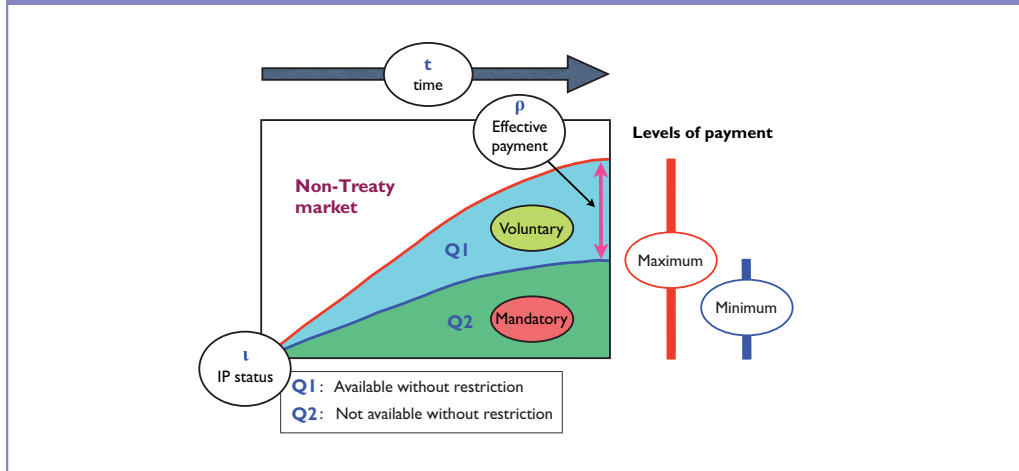 t
time
ρ
Effective
payment
Levels of payment
Non-Treaty
market
Voluntary
Q1
Maximum
Minimum
Q2
Mandatory
ι
IP status
Q1: Available without restriction
Q2: Not available without restriction